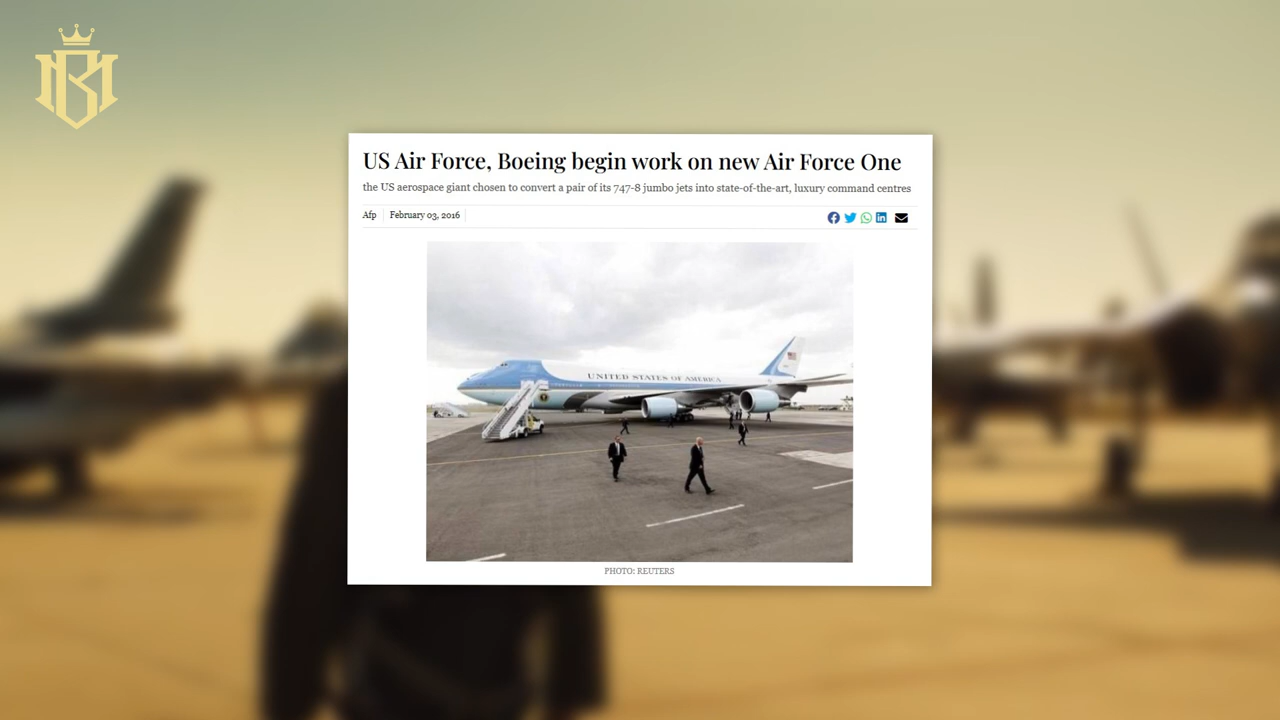 US Air Force, Boeing begin work on new Air Force One
the US aerospace giant chosen to convert a pair of its 747-8 jumbo jets into state-of-the-art, luxury command centres
Afp February 03, 2016
UNITED STATES OF AMERICA
PHOTO: REUTERS